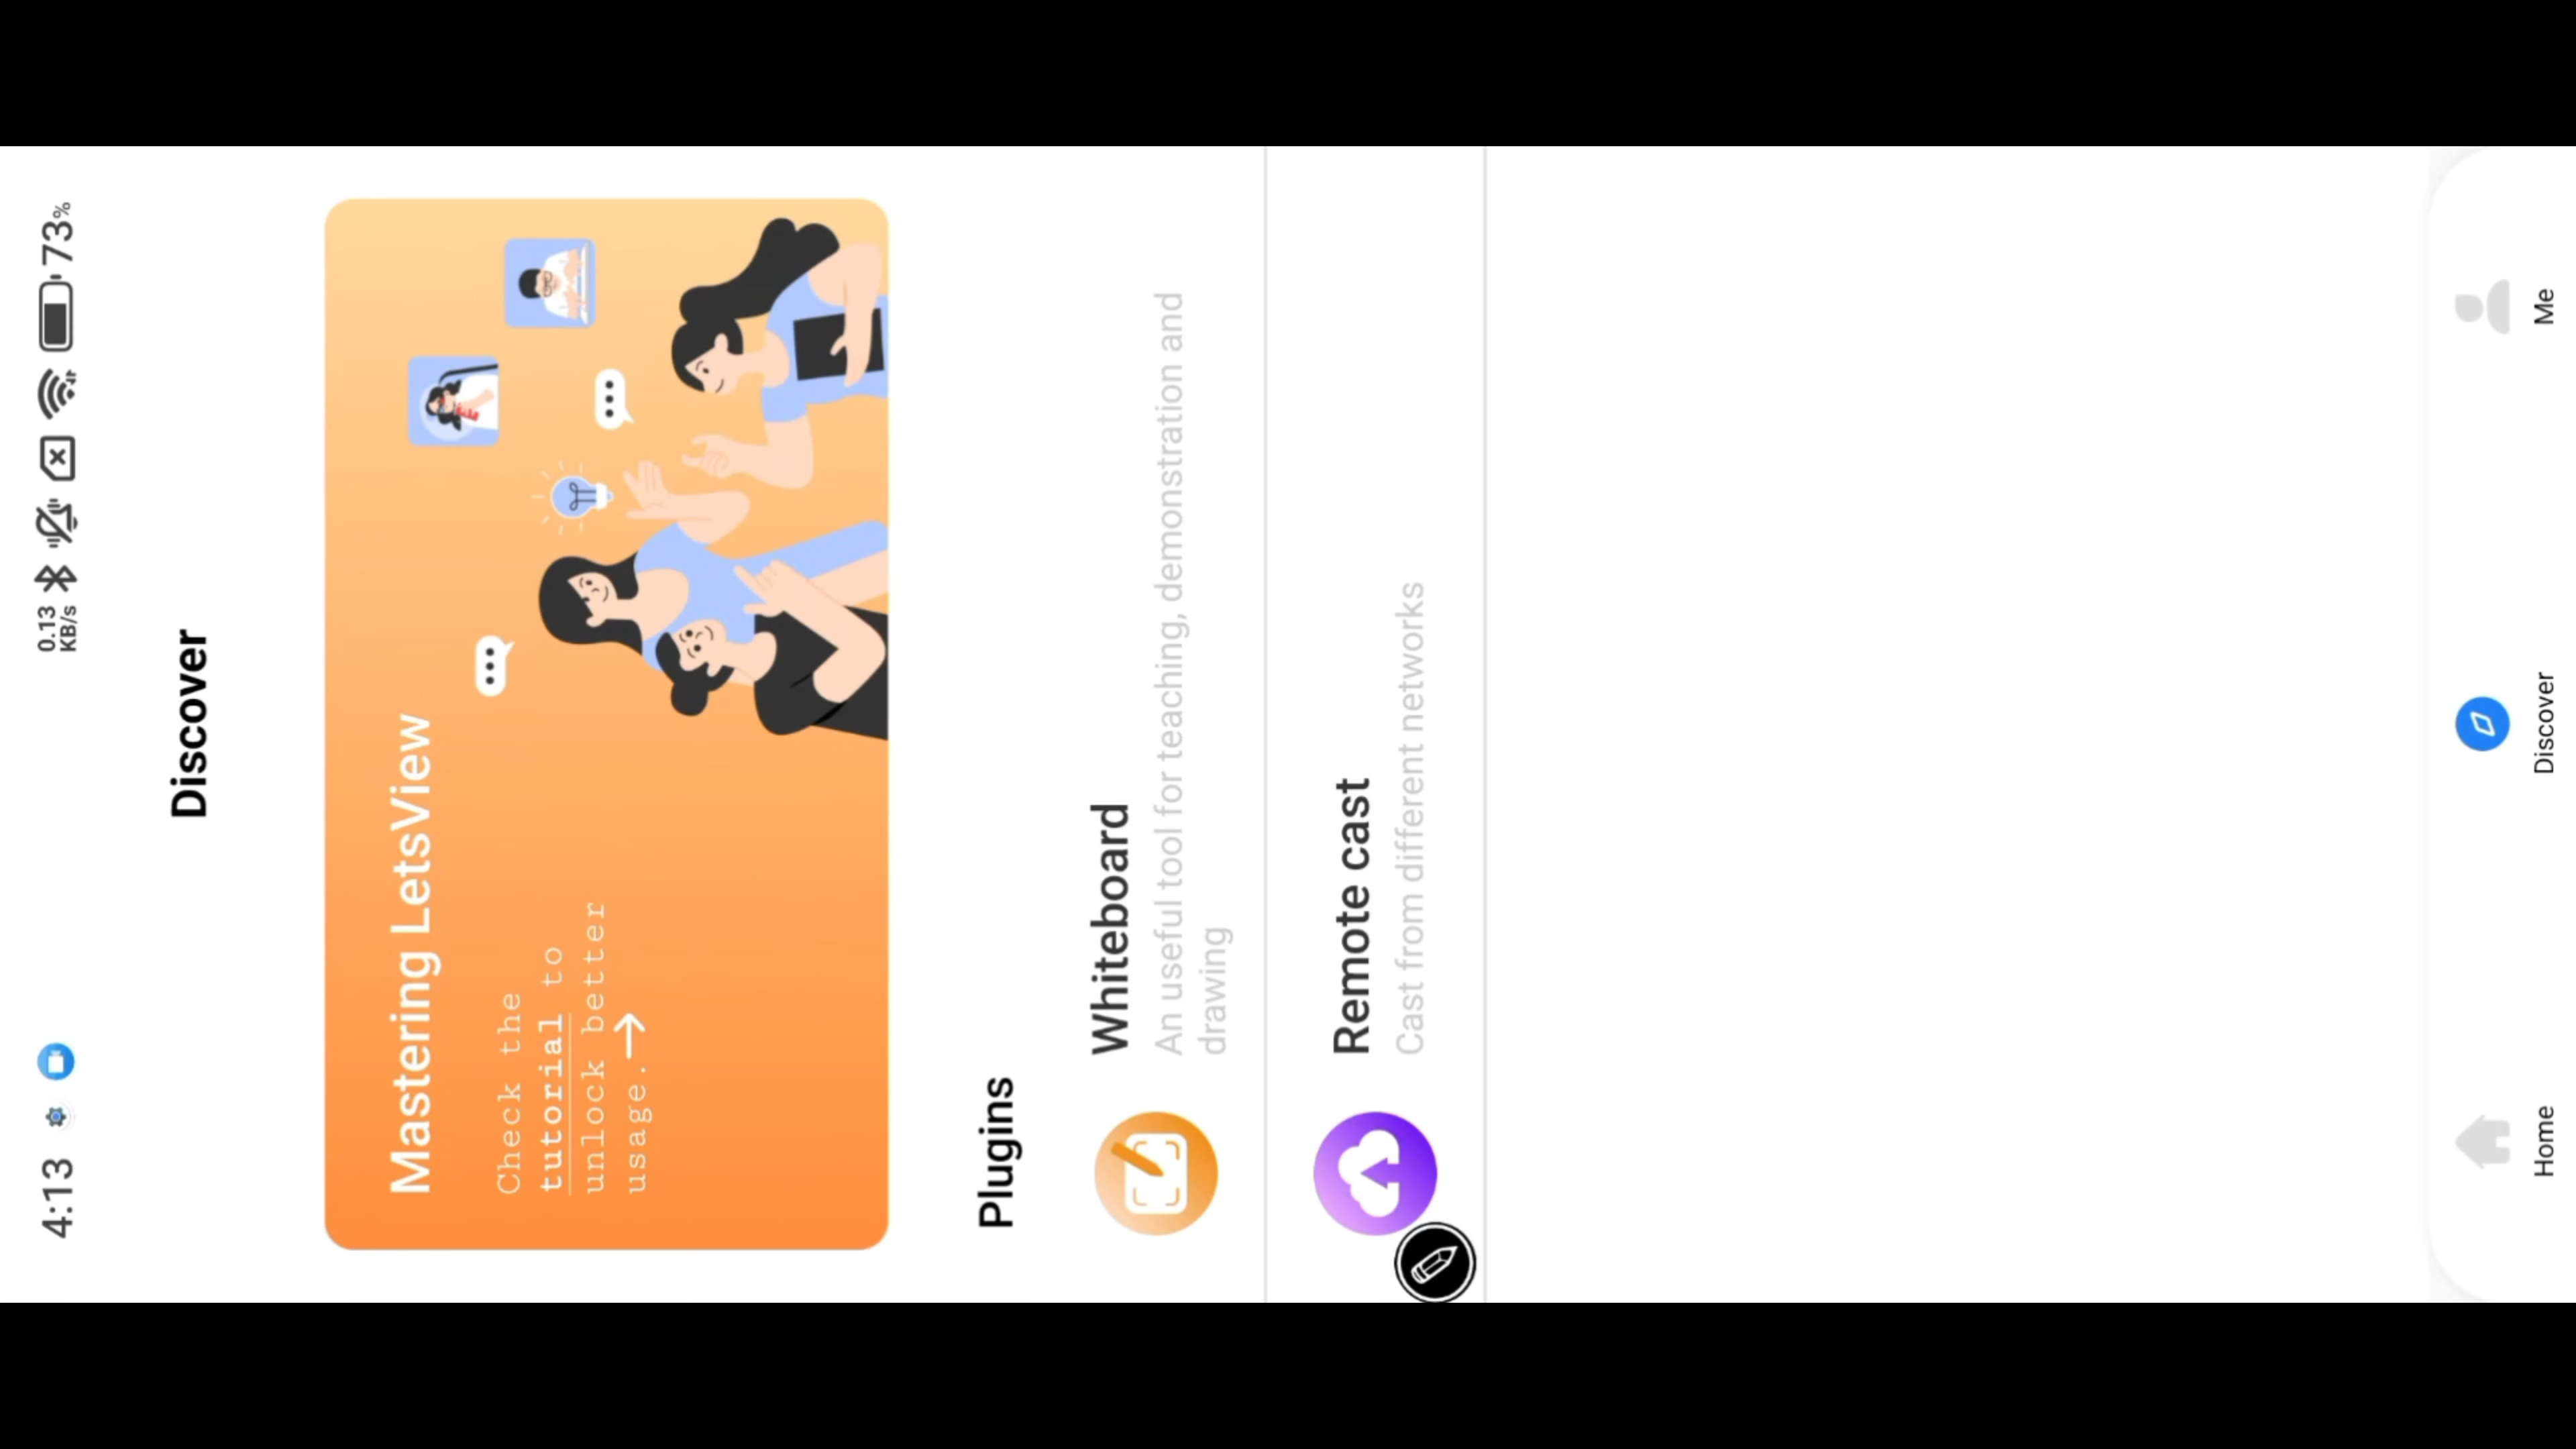 4:13
0.13
KB/s
73%
Discover
Mastering LetsView
Check the
tutorial to
unlock better
usage.
Plugins
Whiteboard
An useful tool for teaching, demonstration and
drawing
Remote cast
Cast from different networks
Home
Discover
Me